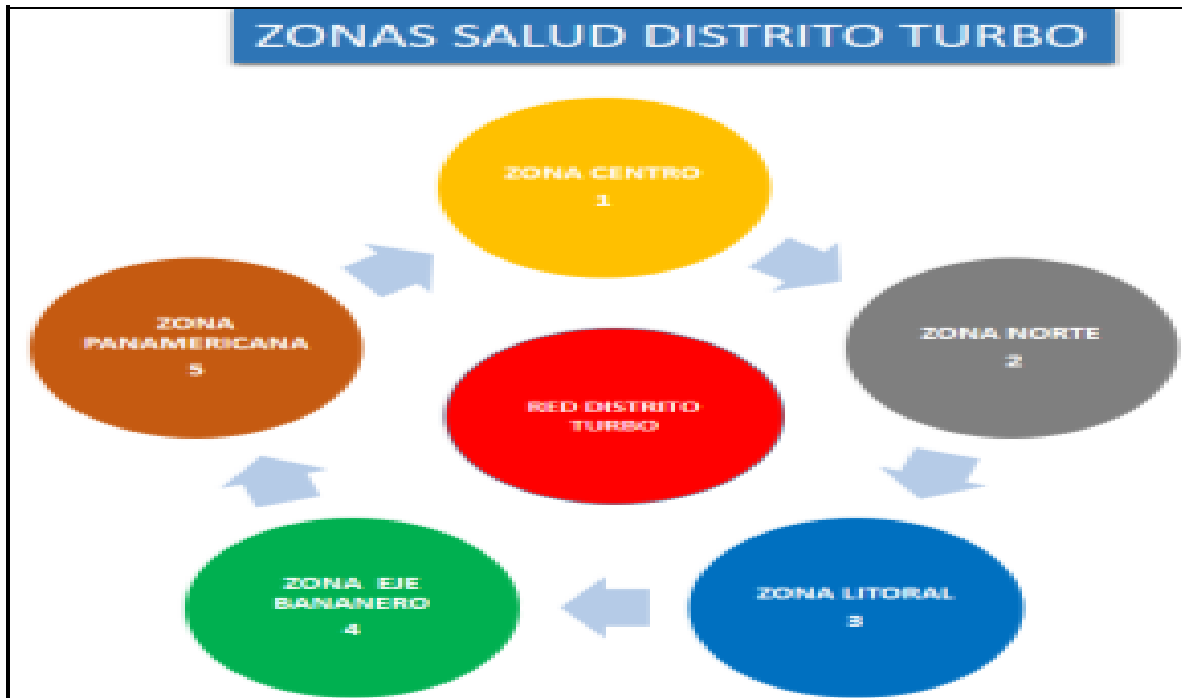 ZONAS SALUD DISTRITO TURBO
ZONA CENTRO
1
ZONA NORTE
2
ZONA LITORAL
3
ZONA EJE
BANANERO
4
ZONA
PANAMERICANA
5
RED DISTRITO
TURBO